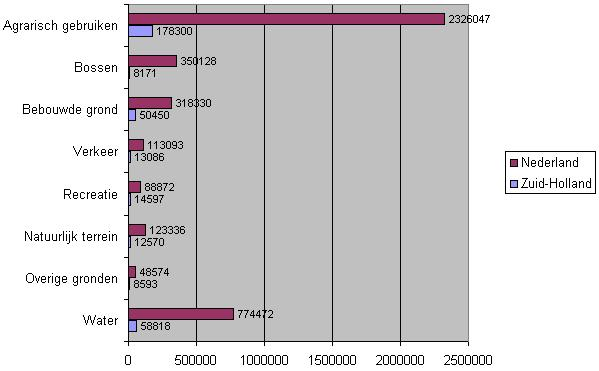 Agrarisch gebruiken 2326047
178300
Bossen 350128
8171
Bebouwde grond 318330
50450
Verkeer 113093
13086
Recreatie 88872
14597
Natuurlijk terrein 123336
12570
Overige gronden 48574
8593
Water 774472
58818
0 500000 1000000 1500000 2000000 2500000
Nederland
Zuid-Holland